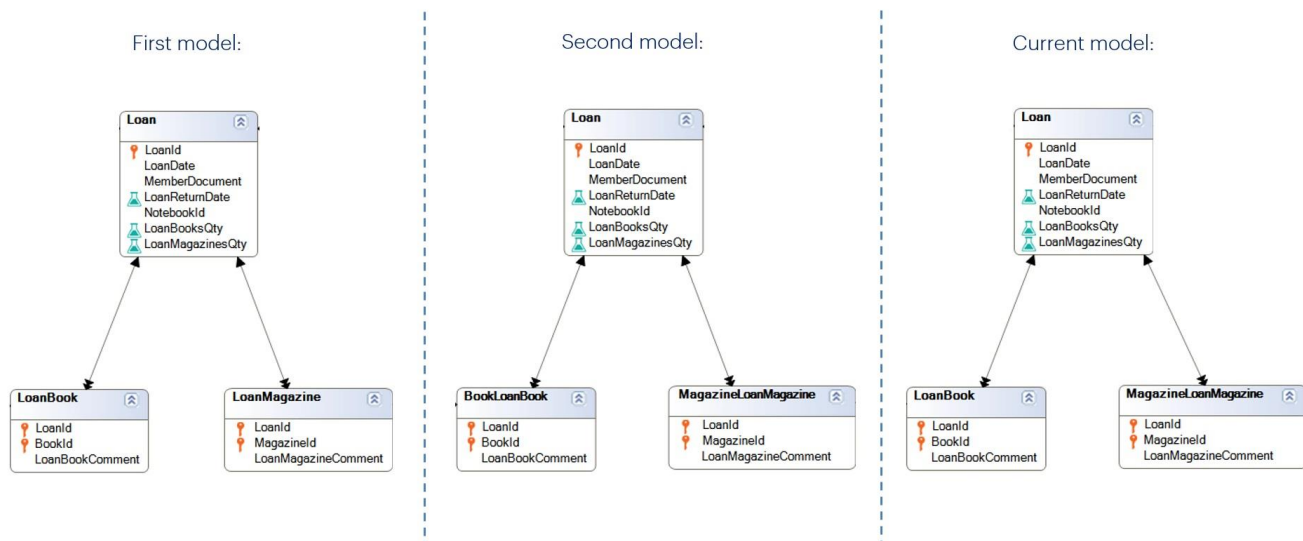 First model:
Loan
LoanId
LoanDate
MemberDocument
LoanReturnDate
NotebookId
LoanBooksQty
LoanMagazinesQty
LoanBook
LoanId
BookId
LoanBookComment
LoanMagazine
LoanId
MagazineId
LoanMagazineComment
Second model:
Loan
LoanId
LoanDate
MemberDocument
LoanReturnDate
NotebookId
LoanBooksQty
LoanMagazinesQty
BookLoanBook
LoanId
BookId
LoanBookComment
MagazineLoanMagazine
LoanId
MagazineId
LoanMagazineComment
Current model:
Loan
LoanId
LoanDate
MemberDocument
LoanReturnDate
NotebookId
LoanBooksQty
LoanMagazinesQty
LoanBook
LoanId
BookId
LoanBookComment
MagazineLoanMagazine
LoanId
MagazineId
LoanMagazineComment